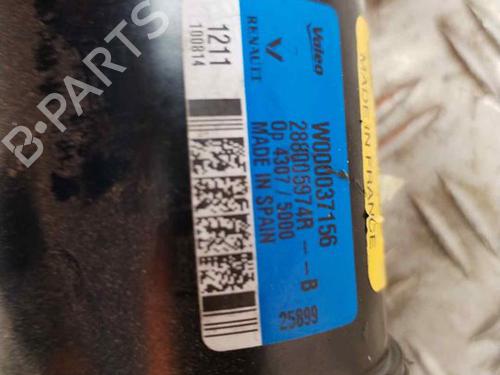 Valeo
RENAULT
1211
100814
W000037156
288005974R -- B
Op 4307 / 5000
MADE IN SPAIN
25899
MADE IN FRANCE
B-PARTS